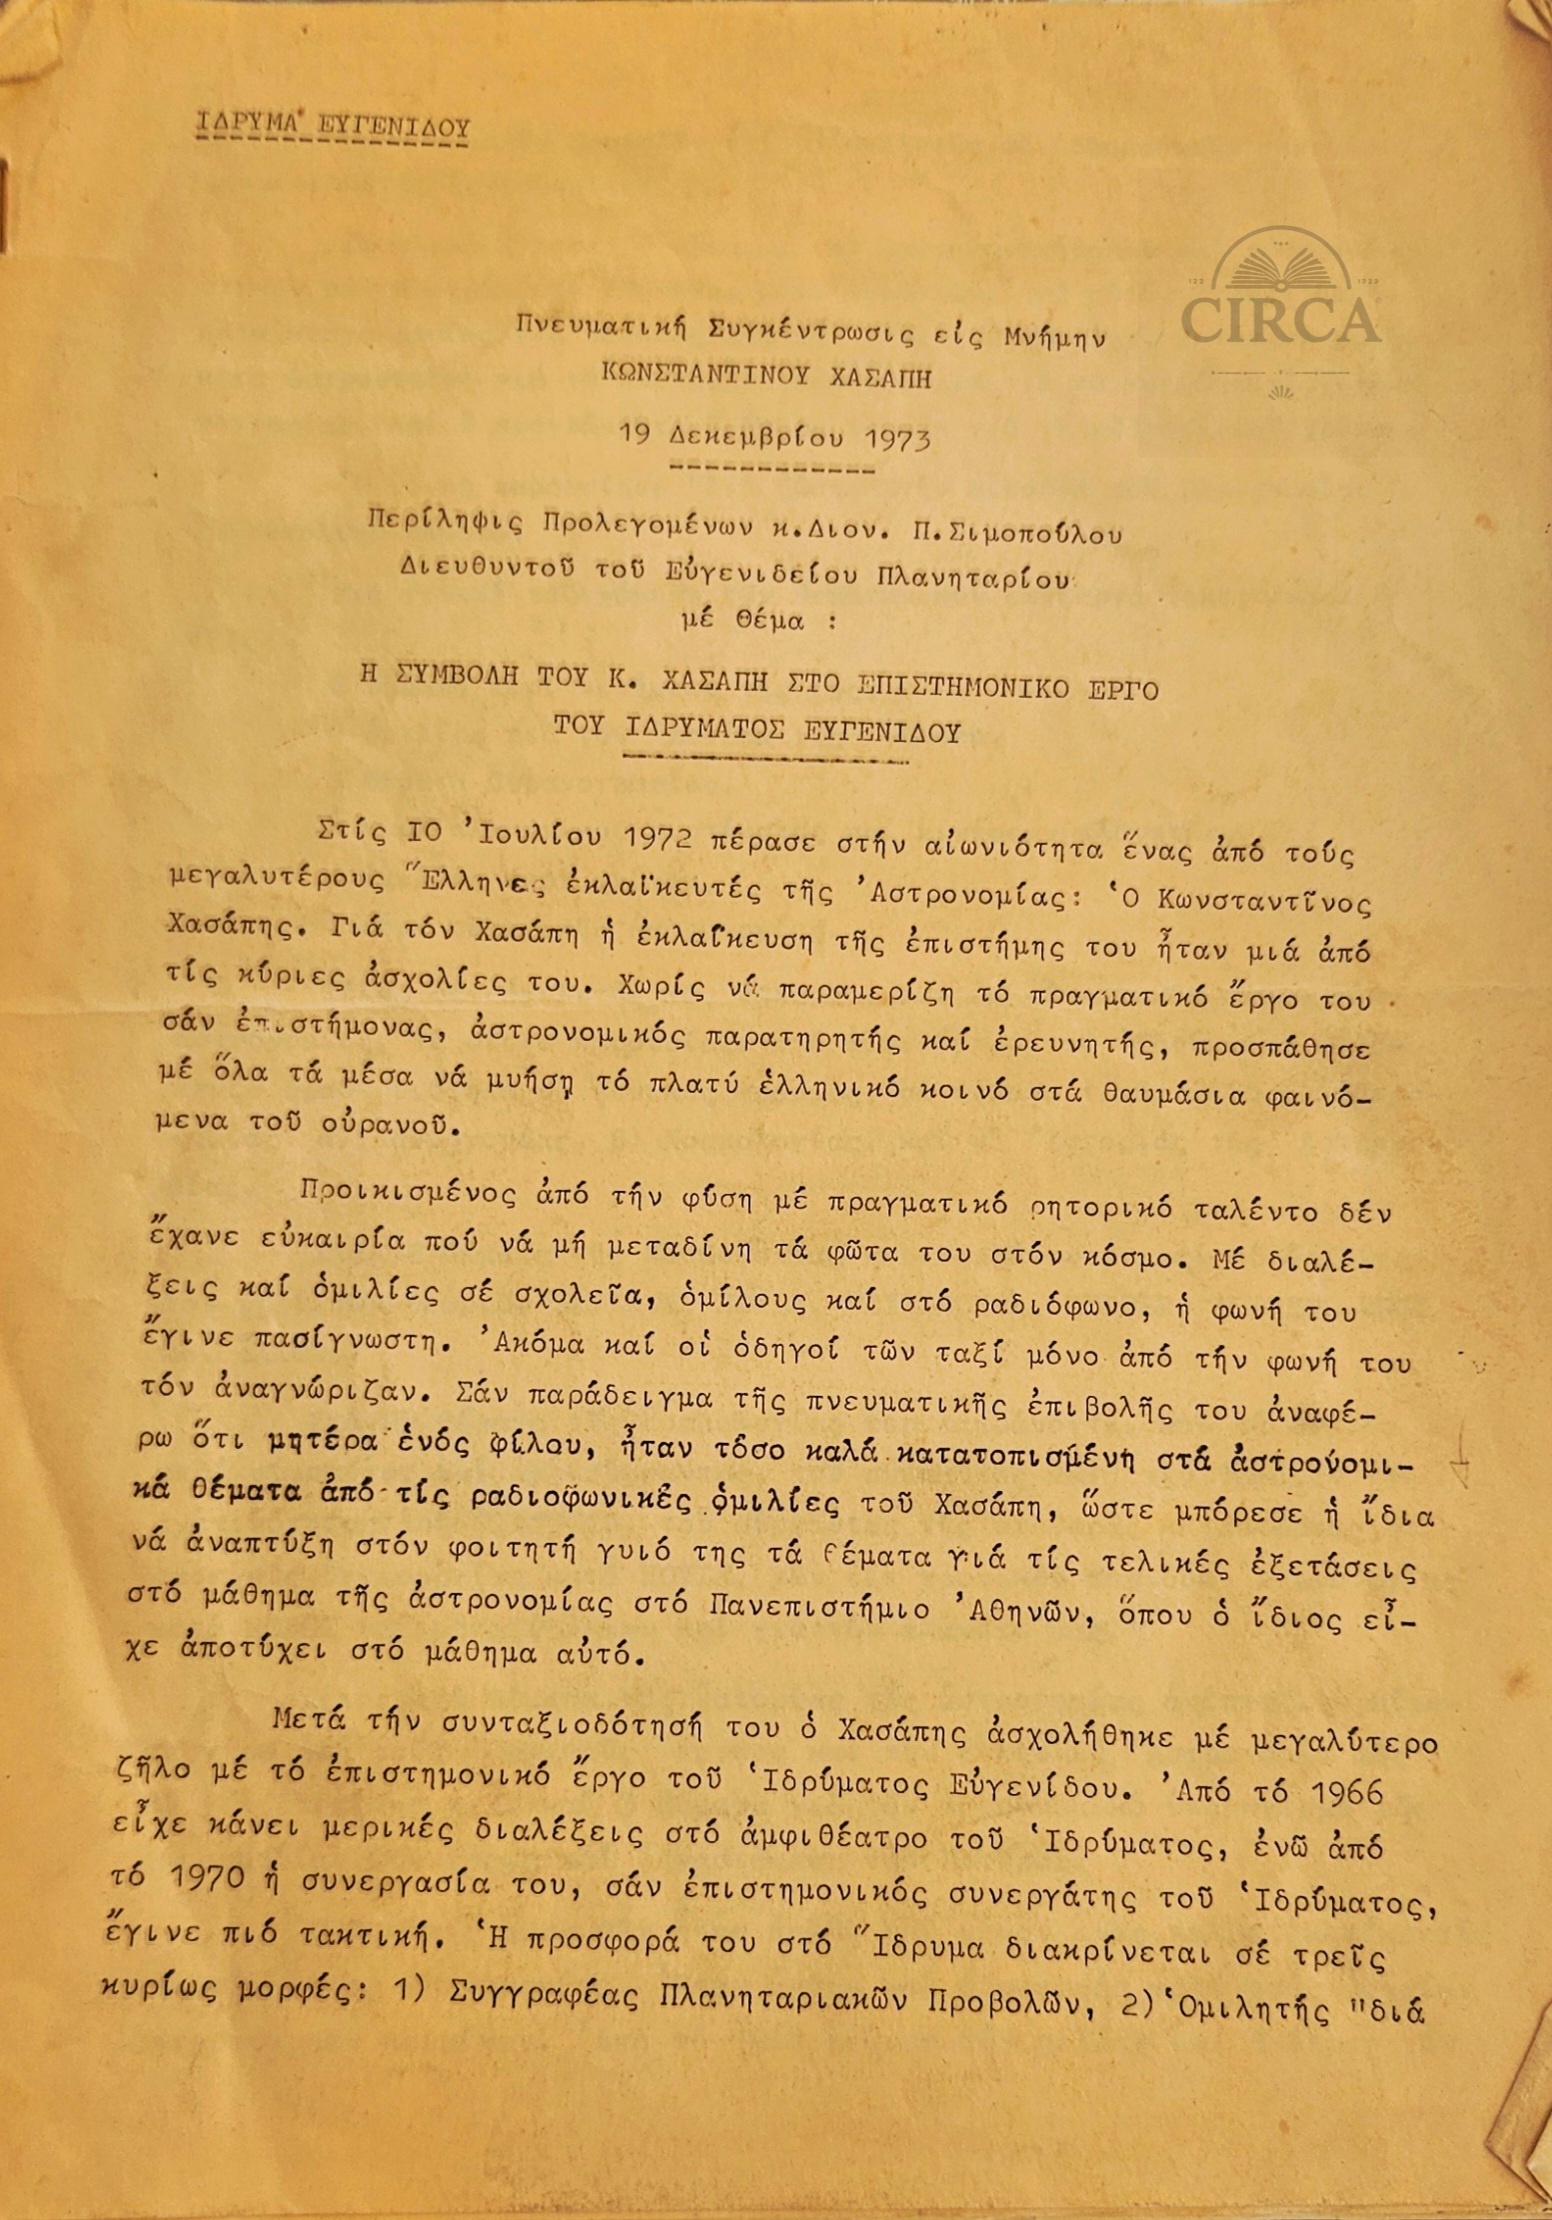 ΙΔΡΥΜΑ ΕΥΓΕΝΙΔΟΥ
CIRCA
Πνευματική Συγκέντρωσις εἰς Μνήμην
ΚΩΝΣΤΑΝΤΙΝΟΥ ΧΑΣΑΠΗ
19 Δεκεμβρίου 1973
Περίληψις Προλεγομένων κ.Διον. Π.Σιμοπούλου
Διευθυντοῦ τοῦ Εὐγενιδείου Πλανηταρίου
μέ Θέμα :
Η ΣΥΜΒΟΛΗ ΤΟΥ Κ. ΧΑΣΑΠΗ ΣΤΟ ΕΠΙΣΤΗΜΟΝΙΚΟ ΕΡΓΟ
ΤΟΥ ΙΔΡΥΜΑΤΟΣ ΕΥΓΕΝΙΔΟΥ
Στίς ΙΟ Ἰουλίου 1972 πέρασε στήν αἰωνιότητα ἕνας ἀπό τούς
μεγαλυτέρους Ἕλληνες ἐκλαϊκευτές τῆς Ἀστρονομίας: Ὁ Κωνσταντῖνος
Χασάπης. Γιά τόν Χασάπη ἡ ἐκλαΐκευση τῆς ἐπιστήμης του ἦταν μιά ἀπό
τίς κύριες ἀσχολίες του. Χωρίς νά παραμερίζη τό πραγματικό ἔργο του
σάν ἐπιστήμονας, ἀστρονομικός παρατηρητής καί ἐρευνητής, προσπάθησε
μέ ὅλα τά μέσα νά μυήση τό πλατύ ἑλληνικό κοινό στά θαυμάσια φαινό-
μενα τοῦ οὐρανοῦ.
Προικισμένος ἀπό τήν φύση μέ πραγματικό ρητορικό ταλέντο δέν
ἔχανε εὐκαιρία πού νά μή μεταδίνη τά φῶτα του στόν κόσμο. Μέ διαλέ-
ξεις καί ὁμιλίες σέ σχολεῖα, ὁμίλους καί στό ραδιόφωνο, ἡ φωνή του
ἔγινε πασίγνωστη. Ἀκόμα καί οἱ ὁδηγοί τῶν ταξί μόνο ἀπό τήν φωνή του
τόν ἀναγνώριζαν. Σάν παράδειγμα τῆς πνευματικῆς ἐπιβολῆς του ἀναφέ-
ρω ὅτι μητέρα ἑνός φίλου, ἦταν τόσο καλά κατατοπισμένη στά ἀστρονομι-
κά θέματα ἀπό τίς ραδιοφωνικές ὁμιλίες τοῦ Χασάπη, ὥστε μπόρεσε ἡ ἴδια
νά ἀναπτύξη στόν φοιτητή γυιό της τά θέματα γιά τίς τελικές ἐξετάσεις
στό μάθημα τῆς ἀστρονομίας στό Πανεπιστήμιο Ἀθηνῶν, ὅπου ὁ ἴδιος εἶ-
χε ἀποτύχει στό μάθημα αὐτό.
Μετά τήν συνταξιοδότησή του ὁ Χασάπης ἀσχολήθηκε μέ μεγαλύτερο
ζῆλο μέ τό ἐπιστημονικό ἔργο τοῦ Ἱδρύματος Εὐγενίδου. Ἀπό τό 1966
εἶχε κάνει μερικές διαλέξεις στό ἀμφιθέατρο τοῦ Ἱδρύματος, ἐνῶ ἀπό
τό 1970 ἡ συνεργασία του, σάν ἐπιστημονικός συνεργάτης τοῦ Ἱδρύματος,
ἔγινε πιό τακτική. Ἡ προσφορά του στό Ἵδρυμα διακρίνεται σέ τρεῖς
κυρίως μορφές: 1) Συγγραφέας Πλανηταριακῶν Προβολῶν, 2) Ὁμιλητής "διά